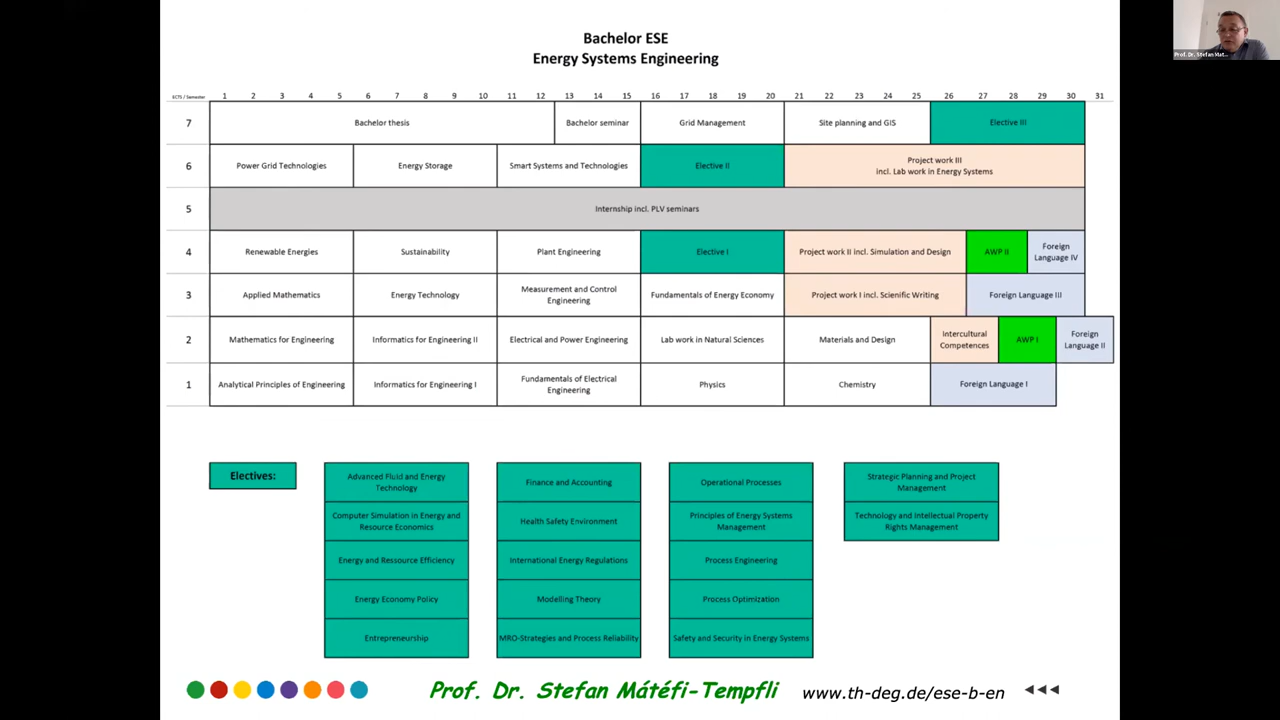 Bachelor ESE
Energy Systems Engineering
ECTS / Semester 1 2 3 4 5 6 7 8 9 10 11 12 13 14 15 16 17 18 19 20 21 22 23 24 25 26 27 28 29 30 31
7 Bachelor thesis Bachelor seminar Grid Management Site planning and GIS Elective III
6 Power Grid Technologies Energy Storage Smart Systems and Technologies Elective II Project work III
incl. Lab work in Energy Systems
5 Internship incl. PLV seminars
4 Renewable Energies Sustainability Plant Engineering Elective I Project work II incl. Simulation and Design AWP II Foreign
Language IV
3 Applied Mathematics Energy Technology Measurement and Control
Engineering Fundamentals of Energy Economy Project work I incl. Scienific Writing Foreign Language III
2 Mathematics for Engineering Informatics for Engineering II Electrical and Power Engineering Lab work in Natural Sciences Materials and Design Intercultural
Competences AWP I Foreign
Language II
1 Analytical Principles of Engineering Informatics for Engineering I Fundamentals of Electrical
Engineering Physics Chemistry Foreign Language I
Electives:
Advanced Fluid and Energy
Technology
Computer Simulation in Energy and
Resource Economics
Energy and Ressource Efficiency
Energy Economy Policy
Entrepreneurship
Finance and Accounting
Health Safety Environment
International Energy Regulations
Modelling Theory
MRO-Strategies and Process Reliability
Operational Processes
Principles of Energy Systems
Management
Process Engineering
Process Optimization
Safety and Security in Energy Systems
Strategic Planning and Project
Management
Technology and Intellectual Property
Rights Management
Prof. Dr. Stefan Mátéfi-Tempfli www.th-deg.de/ese-b-en
Prof. Dr. Stefan Mat...